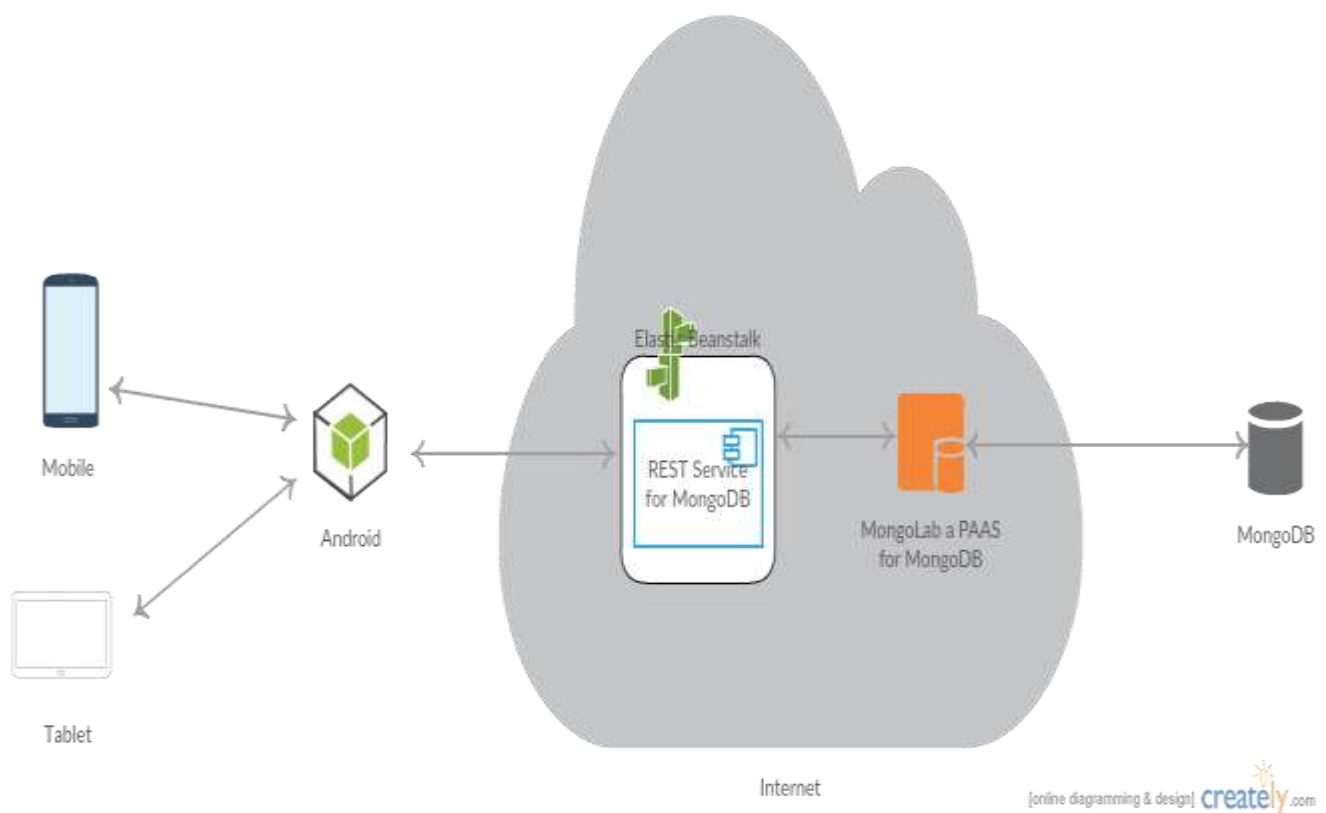 Elastic Beanstalk
REST Service
for MongoDB
Mobile
Android
MongoLab a PAAS
for MongoDB
MongoDB
Tablet
Internet
[online diagramming & design] creately.com